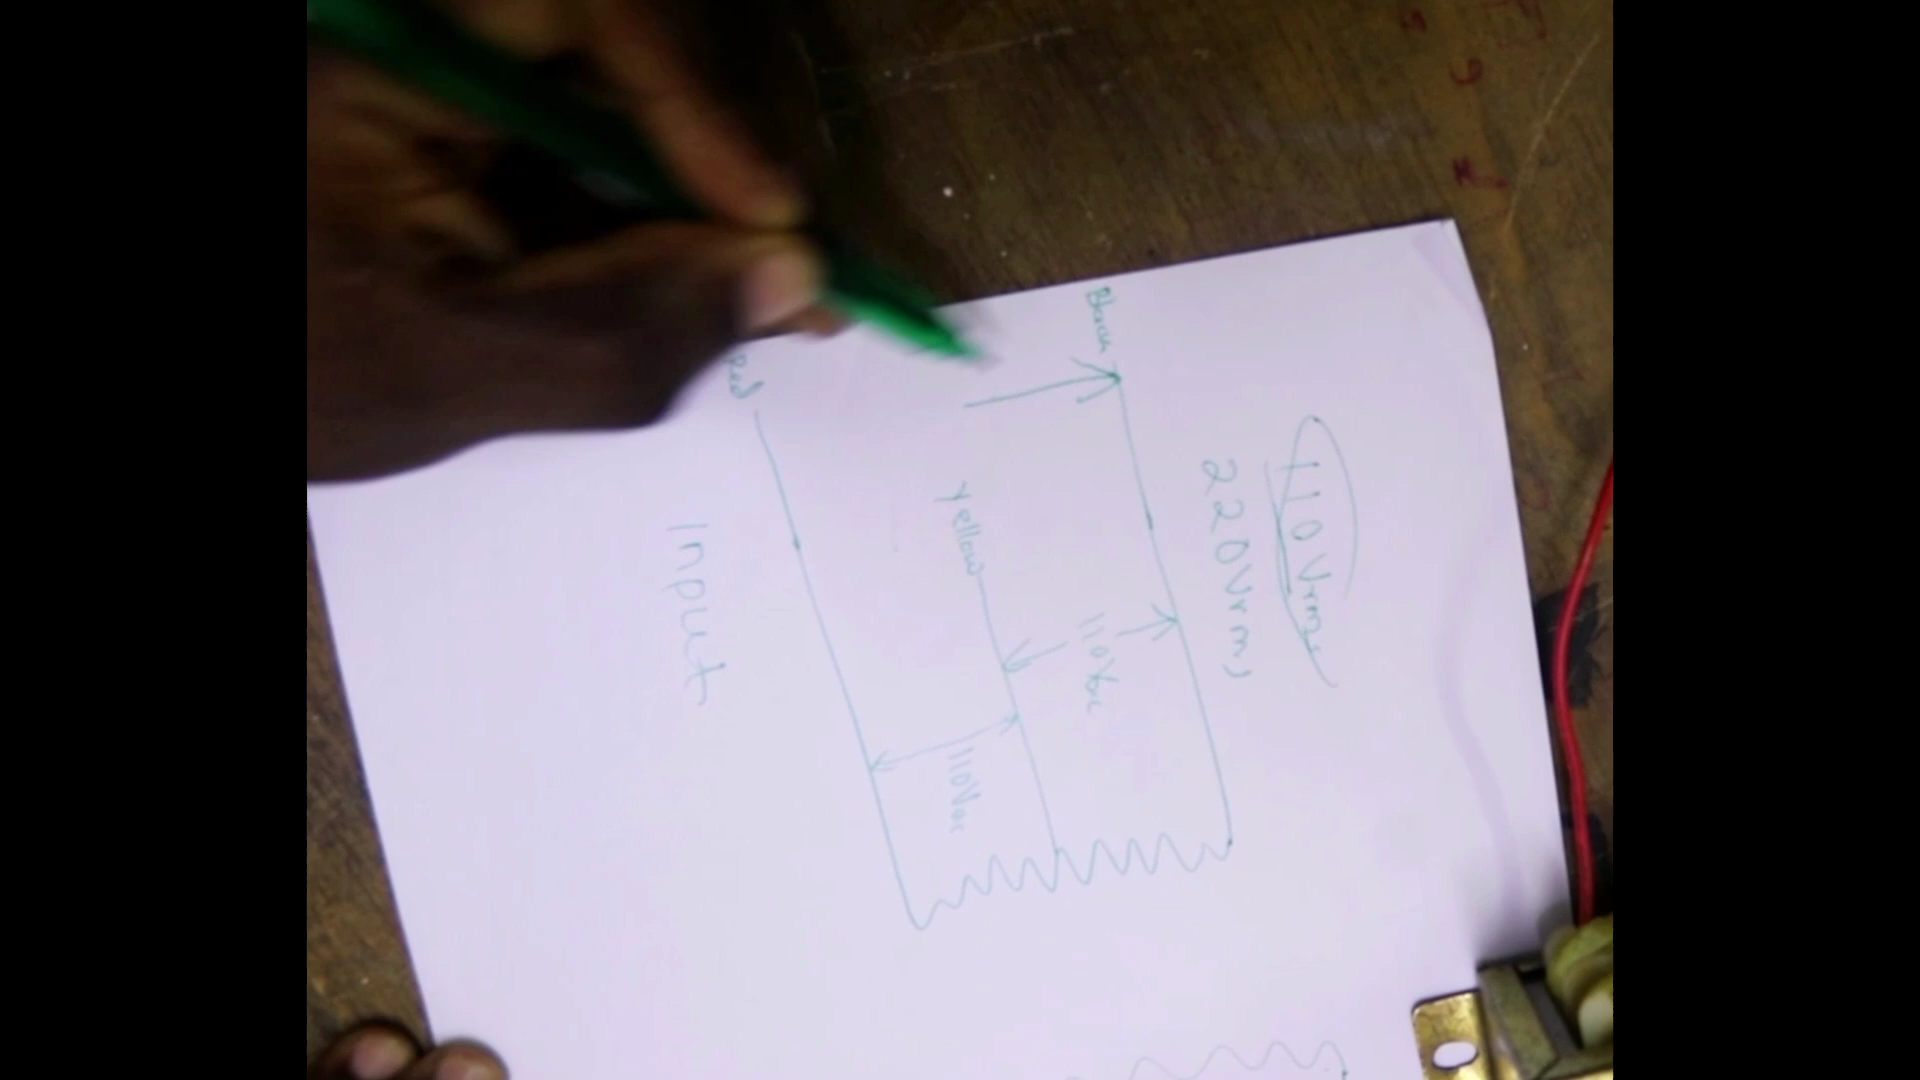 110Vrms
220Vrms
Black
110Vac
Yellow
110Vac
Red
Input